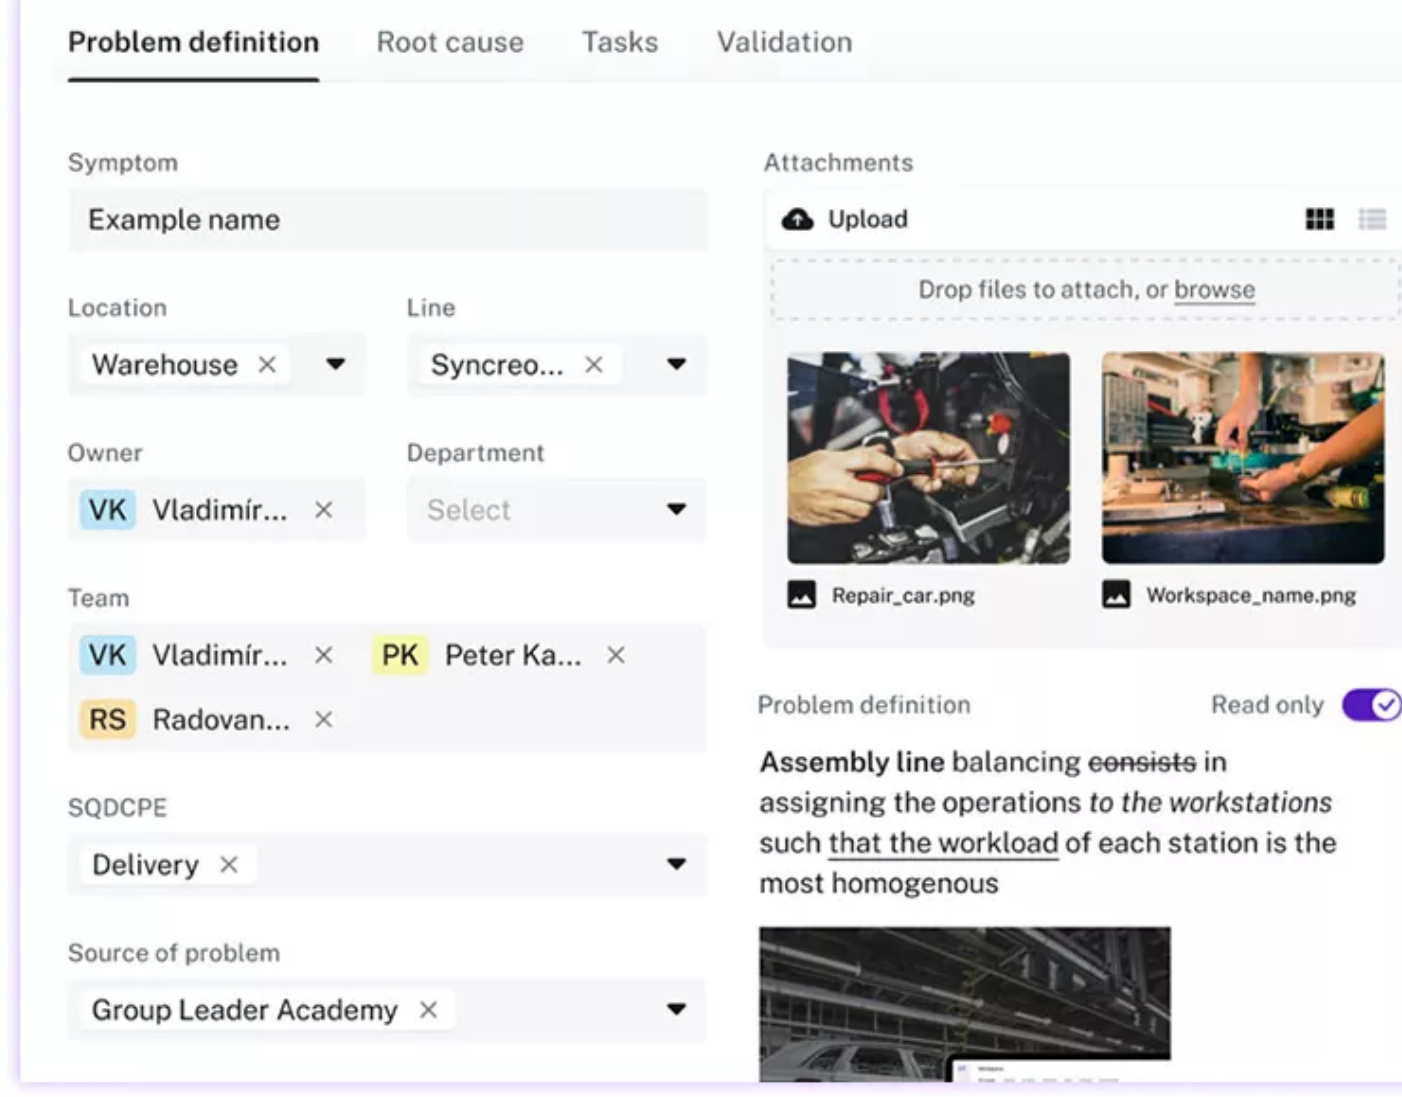 Problem definition Root cause Tasks Validation
Symptom
Example name
Location Line
Warehouse Syncreo...
Owner Department
VK Vladimír... Select
Team
VK Vladimír... PK Peter Ka...
RS Radovan...
SQDCPE
Delivery
Source of problem
Group Leader Academy
Attachments
Upload
Drop files to attach, or browse
Repair_car.png Workspace_name.png
Problem definition Read only
Assembly line balancing consists in
assigning the operations to the workstations
such that the workload of each station is the
most homogenous